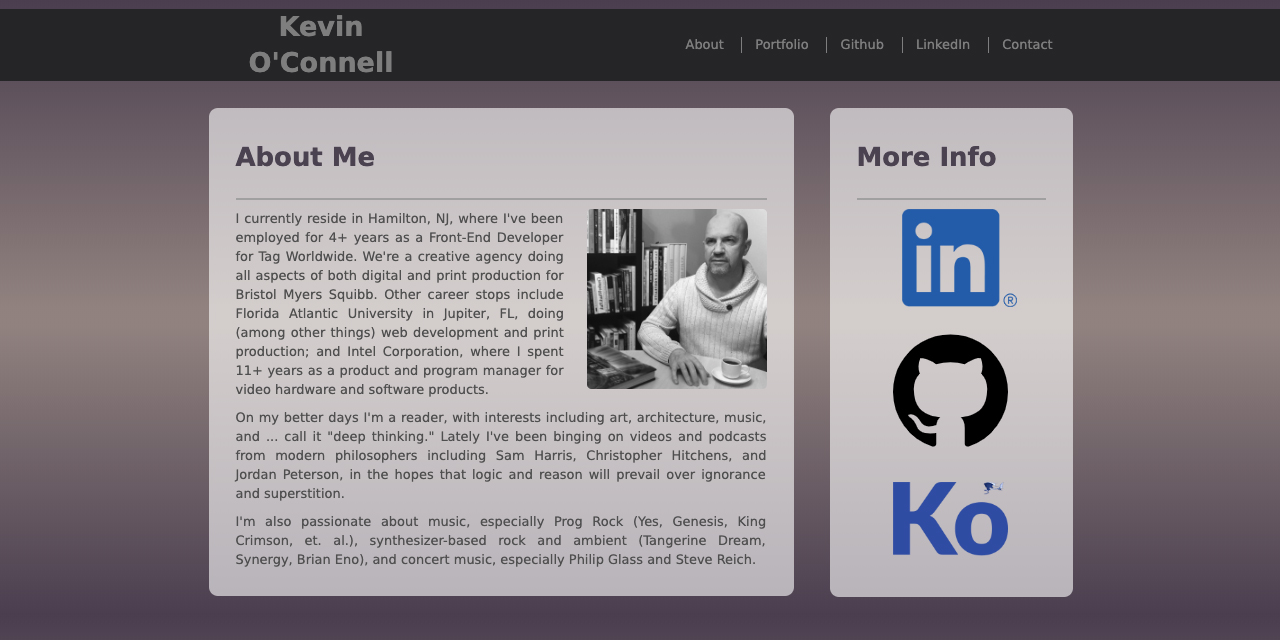 Kevin
O'Connell
About
Portfolio
Github
LinkedIn
Contact
About Me
I currently reside in Hamilton, NJ, where I've been
employed for 4+ years as a Front-End Developer
for Tag Worldwide. We're a creative agency doing
all aspects of both digital and print production for
Bristol Myers Squibb. Other career stops include
Florida Atlantic University in Jupiter, FL, doing
(among other things) web development and print
production; and Intel Corporation, where I spent
11+ years as a product and program manager for
video hardware and software products.
On my better days I'm a reader, with interests including art, architecture, music,
and ... call it "deep thinking." Lately I've been binging on videos and podcasts
from modern philosophers including Sam Harris, Christopher Hitchens, and
Jordan Peterson, in the hopes that logic and reason will prevail over ignorance
and superstition.
I'm also passionate about music, especially Prog Rock (Yes, Genesis, King
Crimson, et. al.), synthesizer-based rock and ambient (Tangerine Dream,
Synergy, Brian Eno), and concert music, especially Philip Glass and Steve Reich.
More Info
in®
Ko